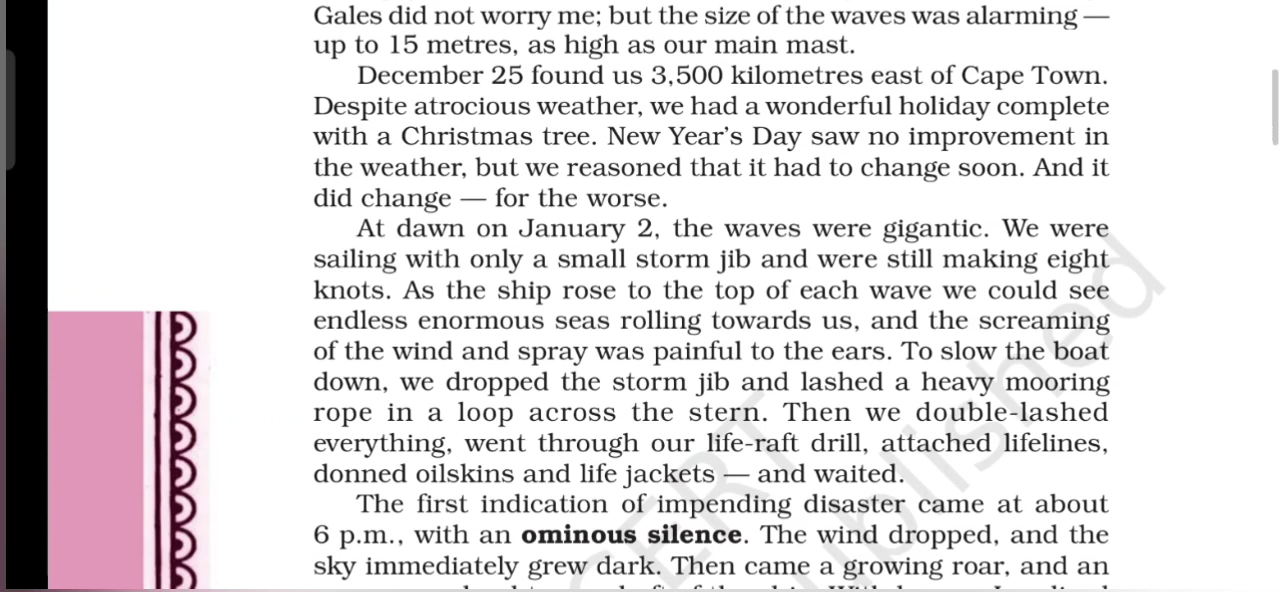 Gales did not worry me; but the size of the waves was alarming —
up to 15 metres, as high as our main mast.
December 25 found us 3,500 kilometres east of Cape Town.
Despite atrocious weather, we had a wonderful holiday complete
with a Christmas tree. New Year's Day saw no improvement in
the weather, but we reasoned that it had to change soon. And it
did change — for the worse.
At dawn on January 2, the waves were gigantic. We were
sailing with only a small storm jib and were still making eight
knots. As the ship rose to the top of each wave we could see
endless enormous seas rolling towards us, and the screaming
of the wind and spray was painful to the ears. To slow the boat
down, we dropped the storm jib and lashed a heavy mooring
rope in a loop across the stern. Then we double-lashed
everything, went through our life-raft drill, attached lifelines,
donned oilskins and life jackets — and waited.
The first indication of impending disaster came at about
6 p.m., with an ominous silence. The wind dropped, and the
sky immediately grew dark. Then came a growing roar, and an